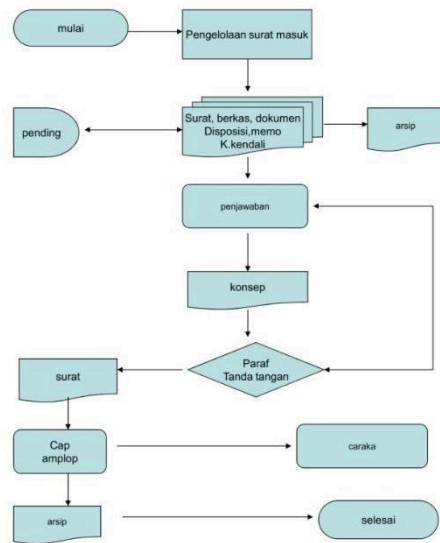 mulai
Pengelolaan surat masuk
pending
Surat, berkas, dokumen
Disposisi,memo
K.kendali
arsip
penjawaban
konsep
Paraf
Tanda tangan
surat
Cap
amplop
caraka
arsip
selesai